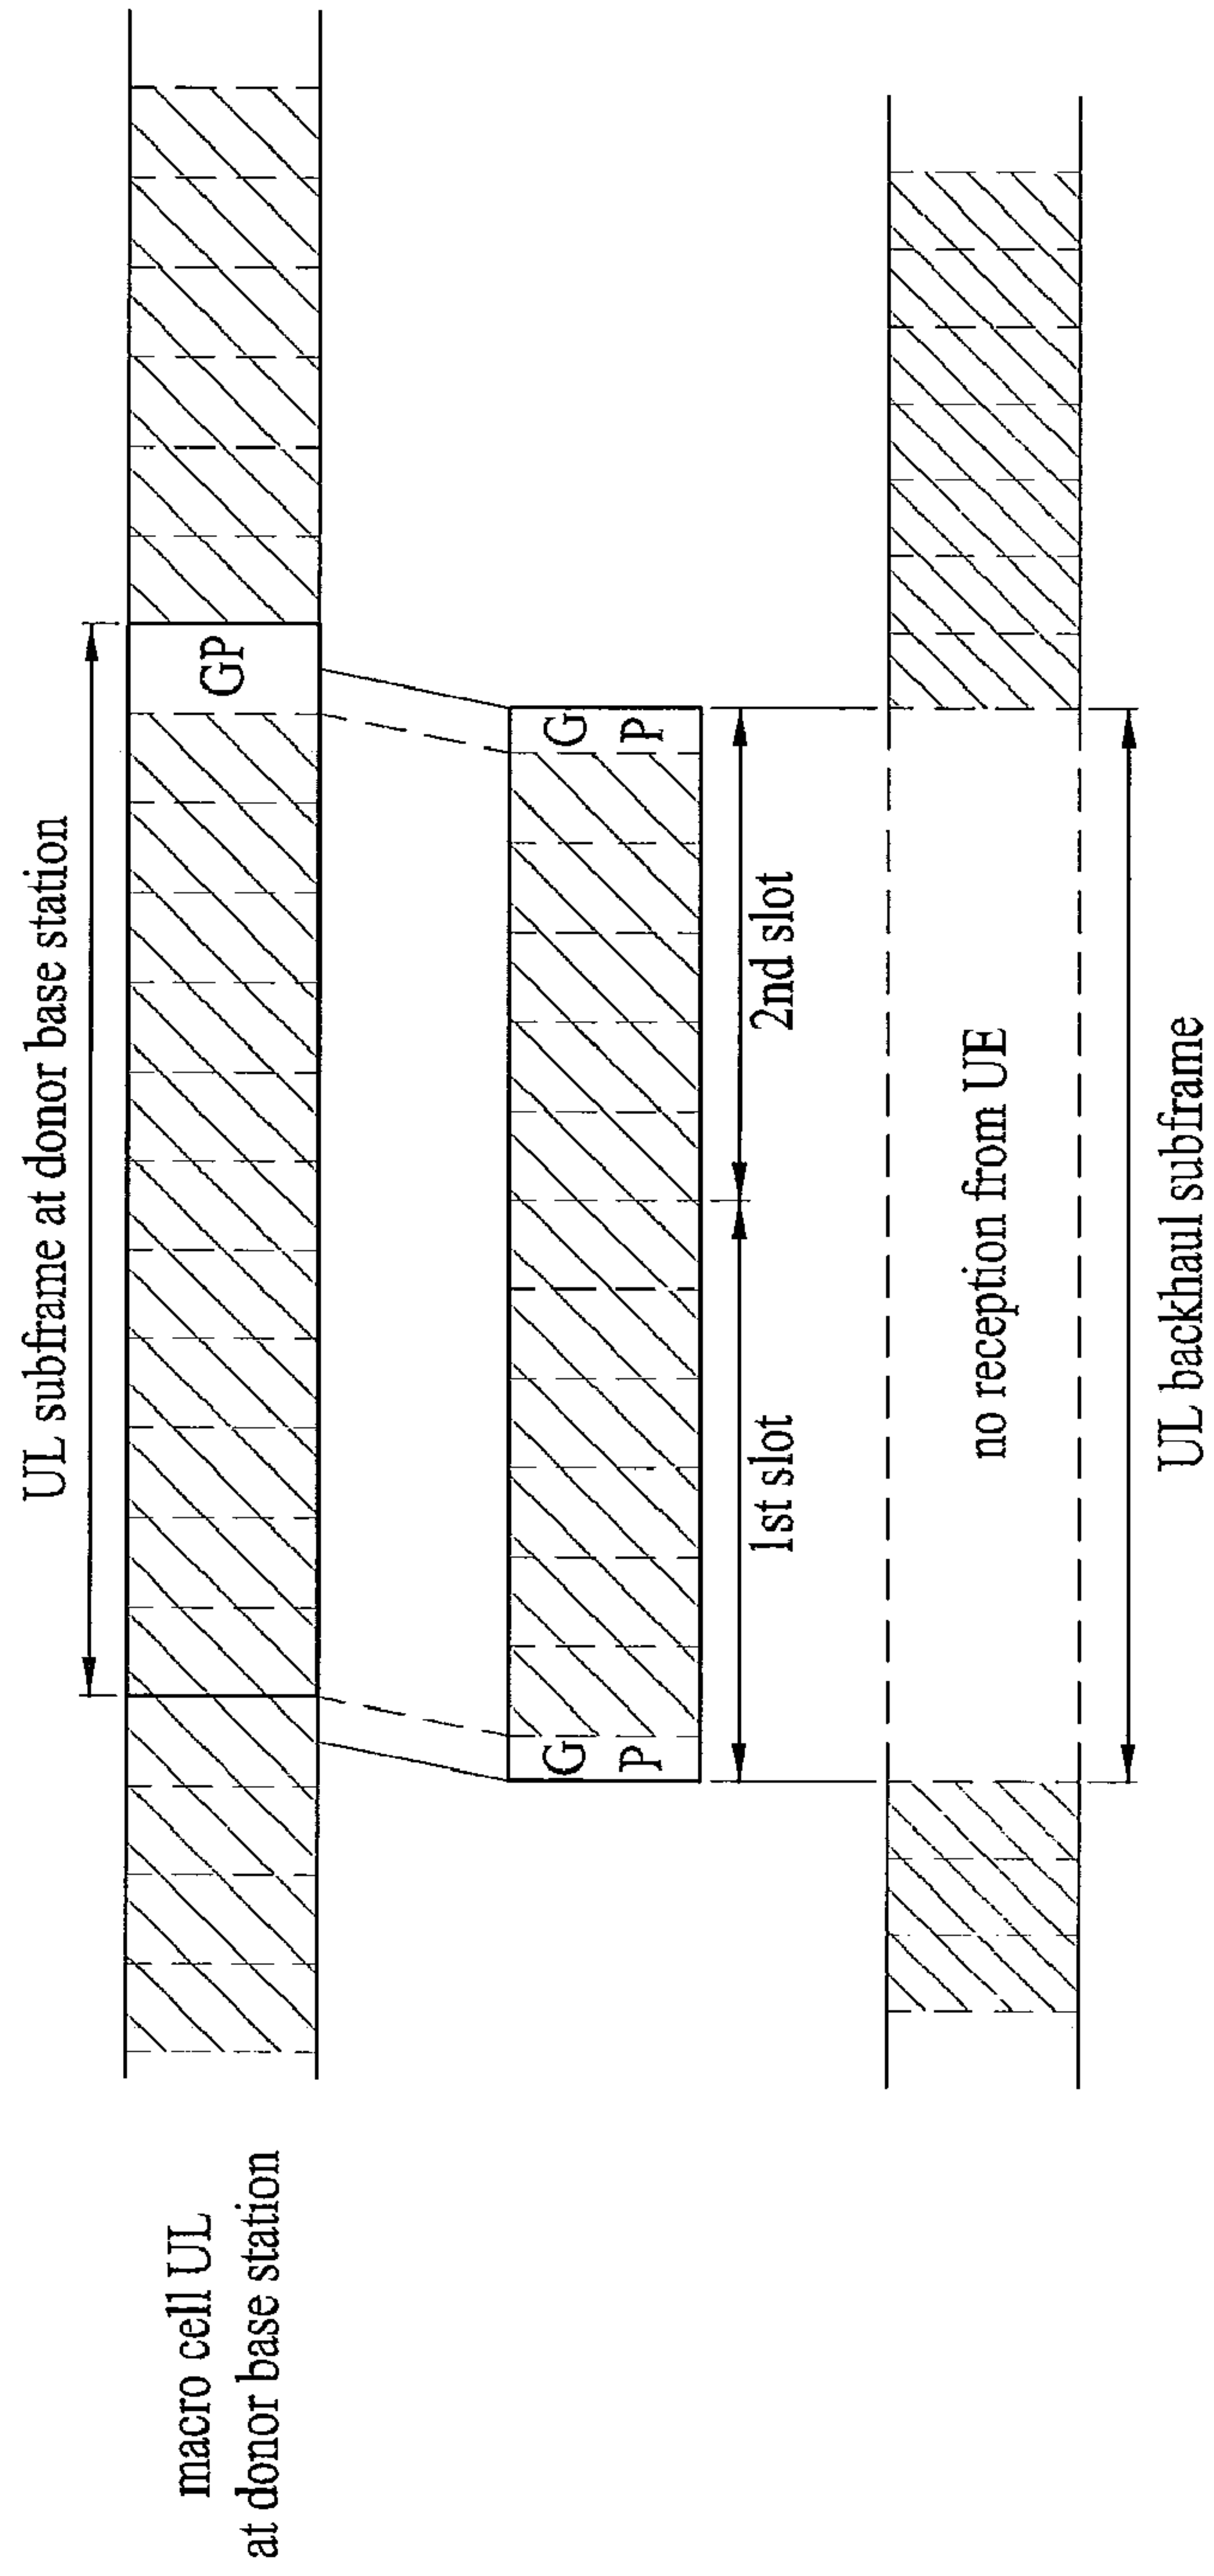 UL subframe at donor base station
macro cell UL
at donor base station
GP
G
P
G
P
1st slot
2nd slot
no reception from UE
UL backhaul subframe